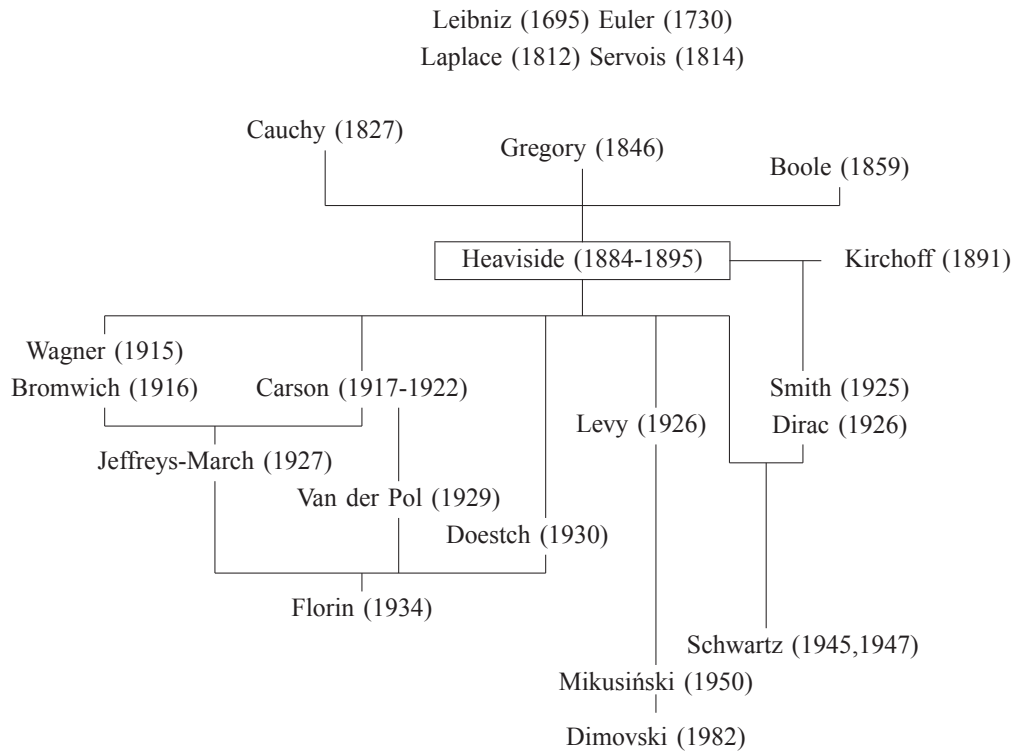 Leibniz (1695) Euler (1730)
Laplace (1812) Servois (1814)
Cauchy (1827)
Gregory (1846)
Boole (1859)
Heaviside (1884-1895)
Kirchoff (1891)
Wagner (1915)
Bromwich (1916)
Carson (1917-1922)
Smith (1925)
Levy (1926)
Dirac (1926)
Jeffreys-March (1927)
Van der Pol (1929)
Doestch (1930)
Florin (1934)
Schwartz (1945,1947)
Mikusiński (1950)
Dimovski (1982)